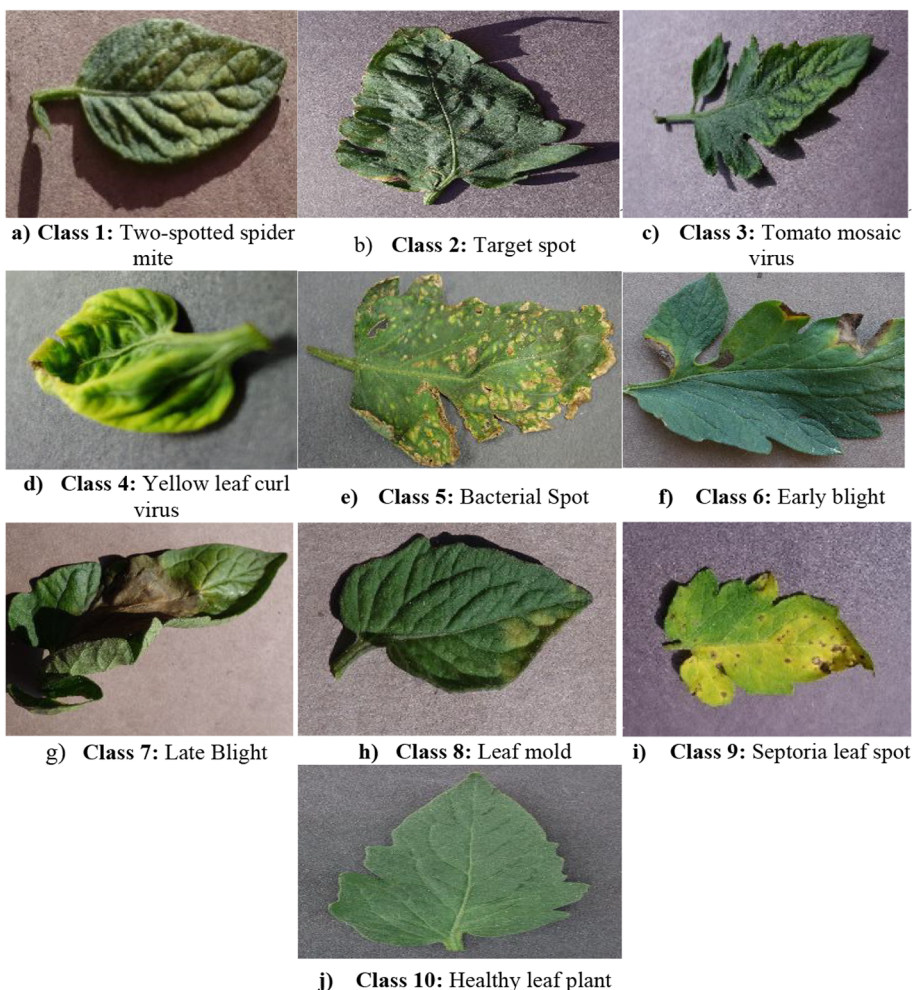 a) Class 1: Two-spotted spider
mite
b) Class 2: Target spot
c) Class 3: Tomato mosaic
virus
d) Class 4: Yellow leaf curl
virus
e) Class 5: Bacterial Spot
f) Class 6: Early blight
g) Class 7: Late Blight
h) Class 8: Leaf mold
i) Class 9: Septoria leaf spot
j) Class 10: Healthy leaf plant